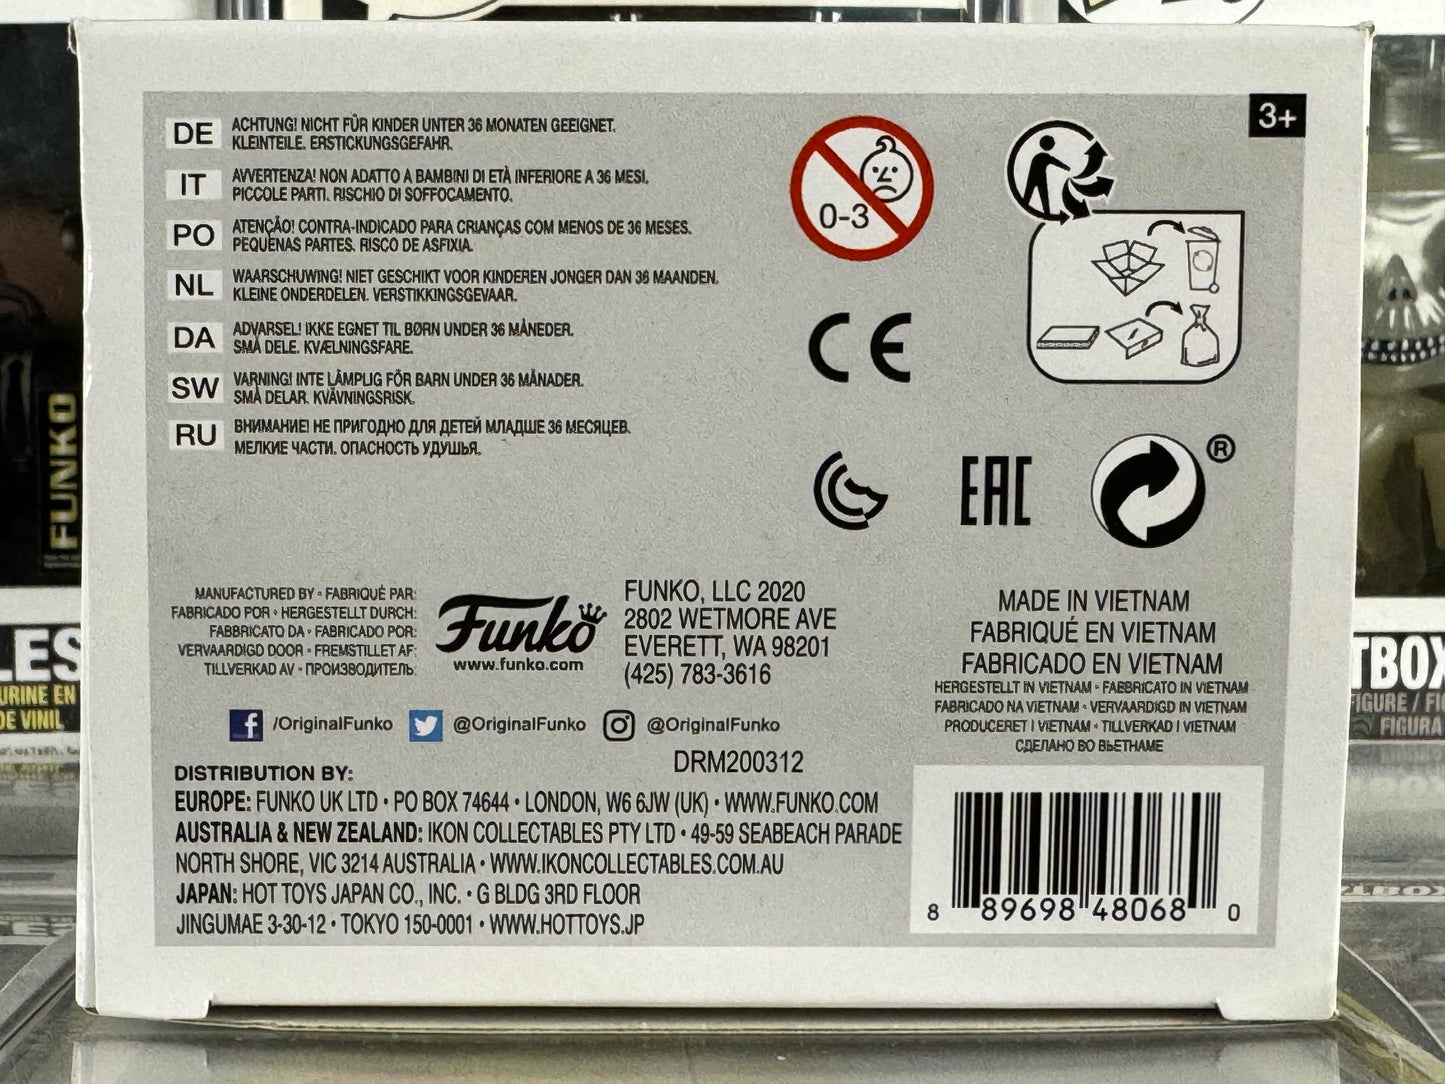 3+
DE
ACHTUNG! NICHT FÜR KINDER UNTER 36 MONATEN GEEIGNET.
KLEINTEILE. ERSTICKUNGSGEFAHR.
IT
AVVERTENZA! NON ADATTO A BAMBINI DI ETÀ INFERIORE A 36 MESI.
PICCOLE PARTI. RISCHIO DI SOFFOCAMENTO.
PO
ATENÇÃO! CONTRA-INDICADO PARA CRIANÇAS COM MENOS DE 36 MESES.
PEQUENAS PARTES. RISCO DE ASFIXIA.
NL
WAARSCHUWING! NIET GESCHIKT VOOR KINDEREN JONGER DAN 36 MAANDEN.
KLEINE ONDERDELEN. VERSTIKKINGSGEVAAR.
DA
ADVARSEL! IKKE EGNET TIL BØRN UNDER 36 MÅNEDER.
SMÅ DELE. KVÆLNINGSFARE.
SW
VARNING! INTE LÄMPLIG FÖR BARN UNDER 36 MÅNADER.
SMÅ DELAR. KVÄVNINGSRISK.
RU
ВНИМАНИЕ! НЕ ПРИГОДНО ДЛЯ ДЕТЕЙ МЛАДШЕ 36 МЕСЯЦЕВ.
МЕЛКИЕ ЧАСТИ. ОПАСНОСТЬ УДУШЬЯ.
0-3
CE
EAC
®
MANUFACTURED BY • FABRIQUÉ PAR:
FABRICADO POR • HERGESTELLT DURCH:
FABBRICATO DA • FABRICADO POR:
VERVAARDIGD DOOR • FREMSTILLET AF:
TILLVERKAD AV • ПРОИЗВОДИТЕЛЬ:
Funko
www.funko.com
FUNKO, LLC 2020
2802 WETMORE AVE
EVERETT, WA 98201
(425) 783-3616
MADE IN VIETNAM
FABRIQUÉ EN VIETNAM
FABRICADO EN VIETNAM
HERGESTELLT IN VIETNAM • FABBRICATO IN VIETNAM
FABRICADO NA VIETNAM • VERVAARDIGD IN VIETNAM
PRODUCERET I VIETNAM • TILLVERKAD I VIETNAM
СДЕЛАНО ВО ВЬЕТНАМЕ
f /OriginalFunko @OriginalFunko @OriginalFunko
DRM200312
DISTRIBUTION BY:
EUROPE: FUNKO UK LTD • PO BOX 74644 • LONDON, W6 6JW (UK) • WWW.FUNKO.COM
AUSTRALIA & NEW ZEALAND: IKON COLLECTABLES PTY LTD • 49-59 SEABEACH PARADE
NORTH SHORE, VIC 3214 AUSTRALIA • WWW.IKONCOLLECTABLES.COM.AU
JAPAN: HOT TOYS JAPAN CO., INC. • G BLDG 3RD FLOOR
JINGUMAE 3-30-12 • TOKYO 150-0001 • WWW.HOTTOYS.JP
8 89698 48068 0
FUNKO
LES
URINE EN
DE VINIL
TBOX
FIGURE / FI
FIGURA